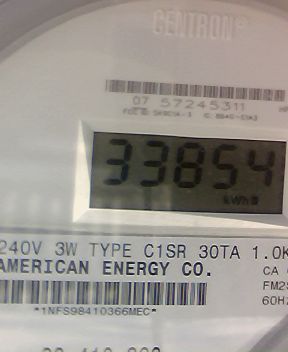 CENTRON®
07 57245311
33854
kWh
240V 3W TYPE C1SR 30TA 1.0K
AMERICAN ENERGY CO.
CA
FM2S
60H
*1NFS98410366MEC*